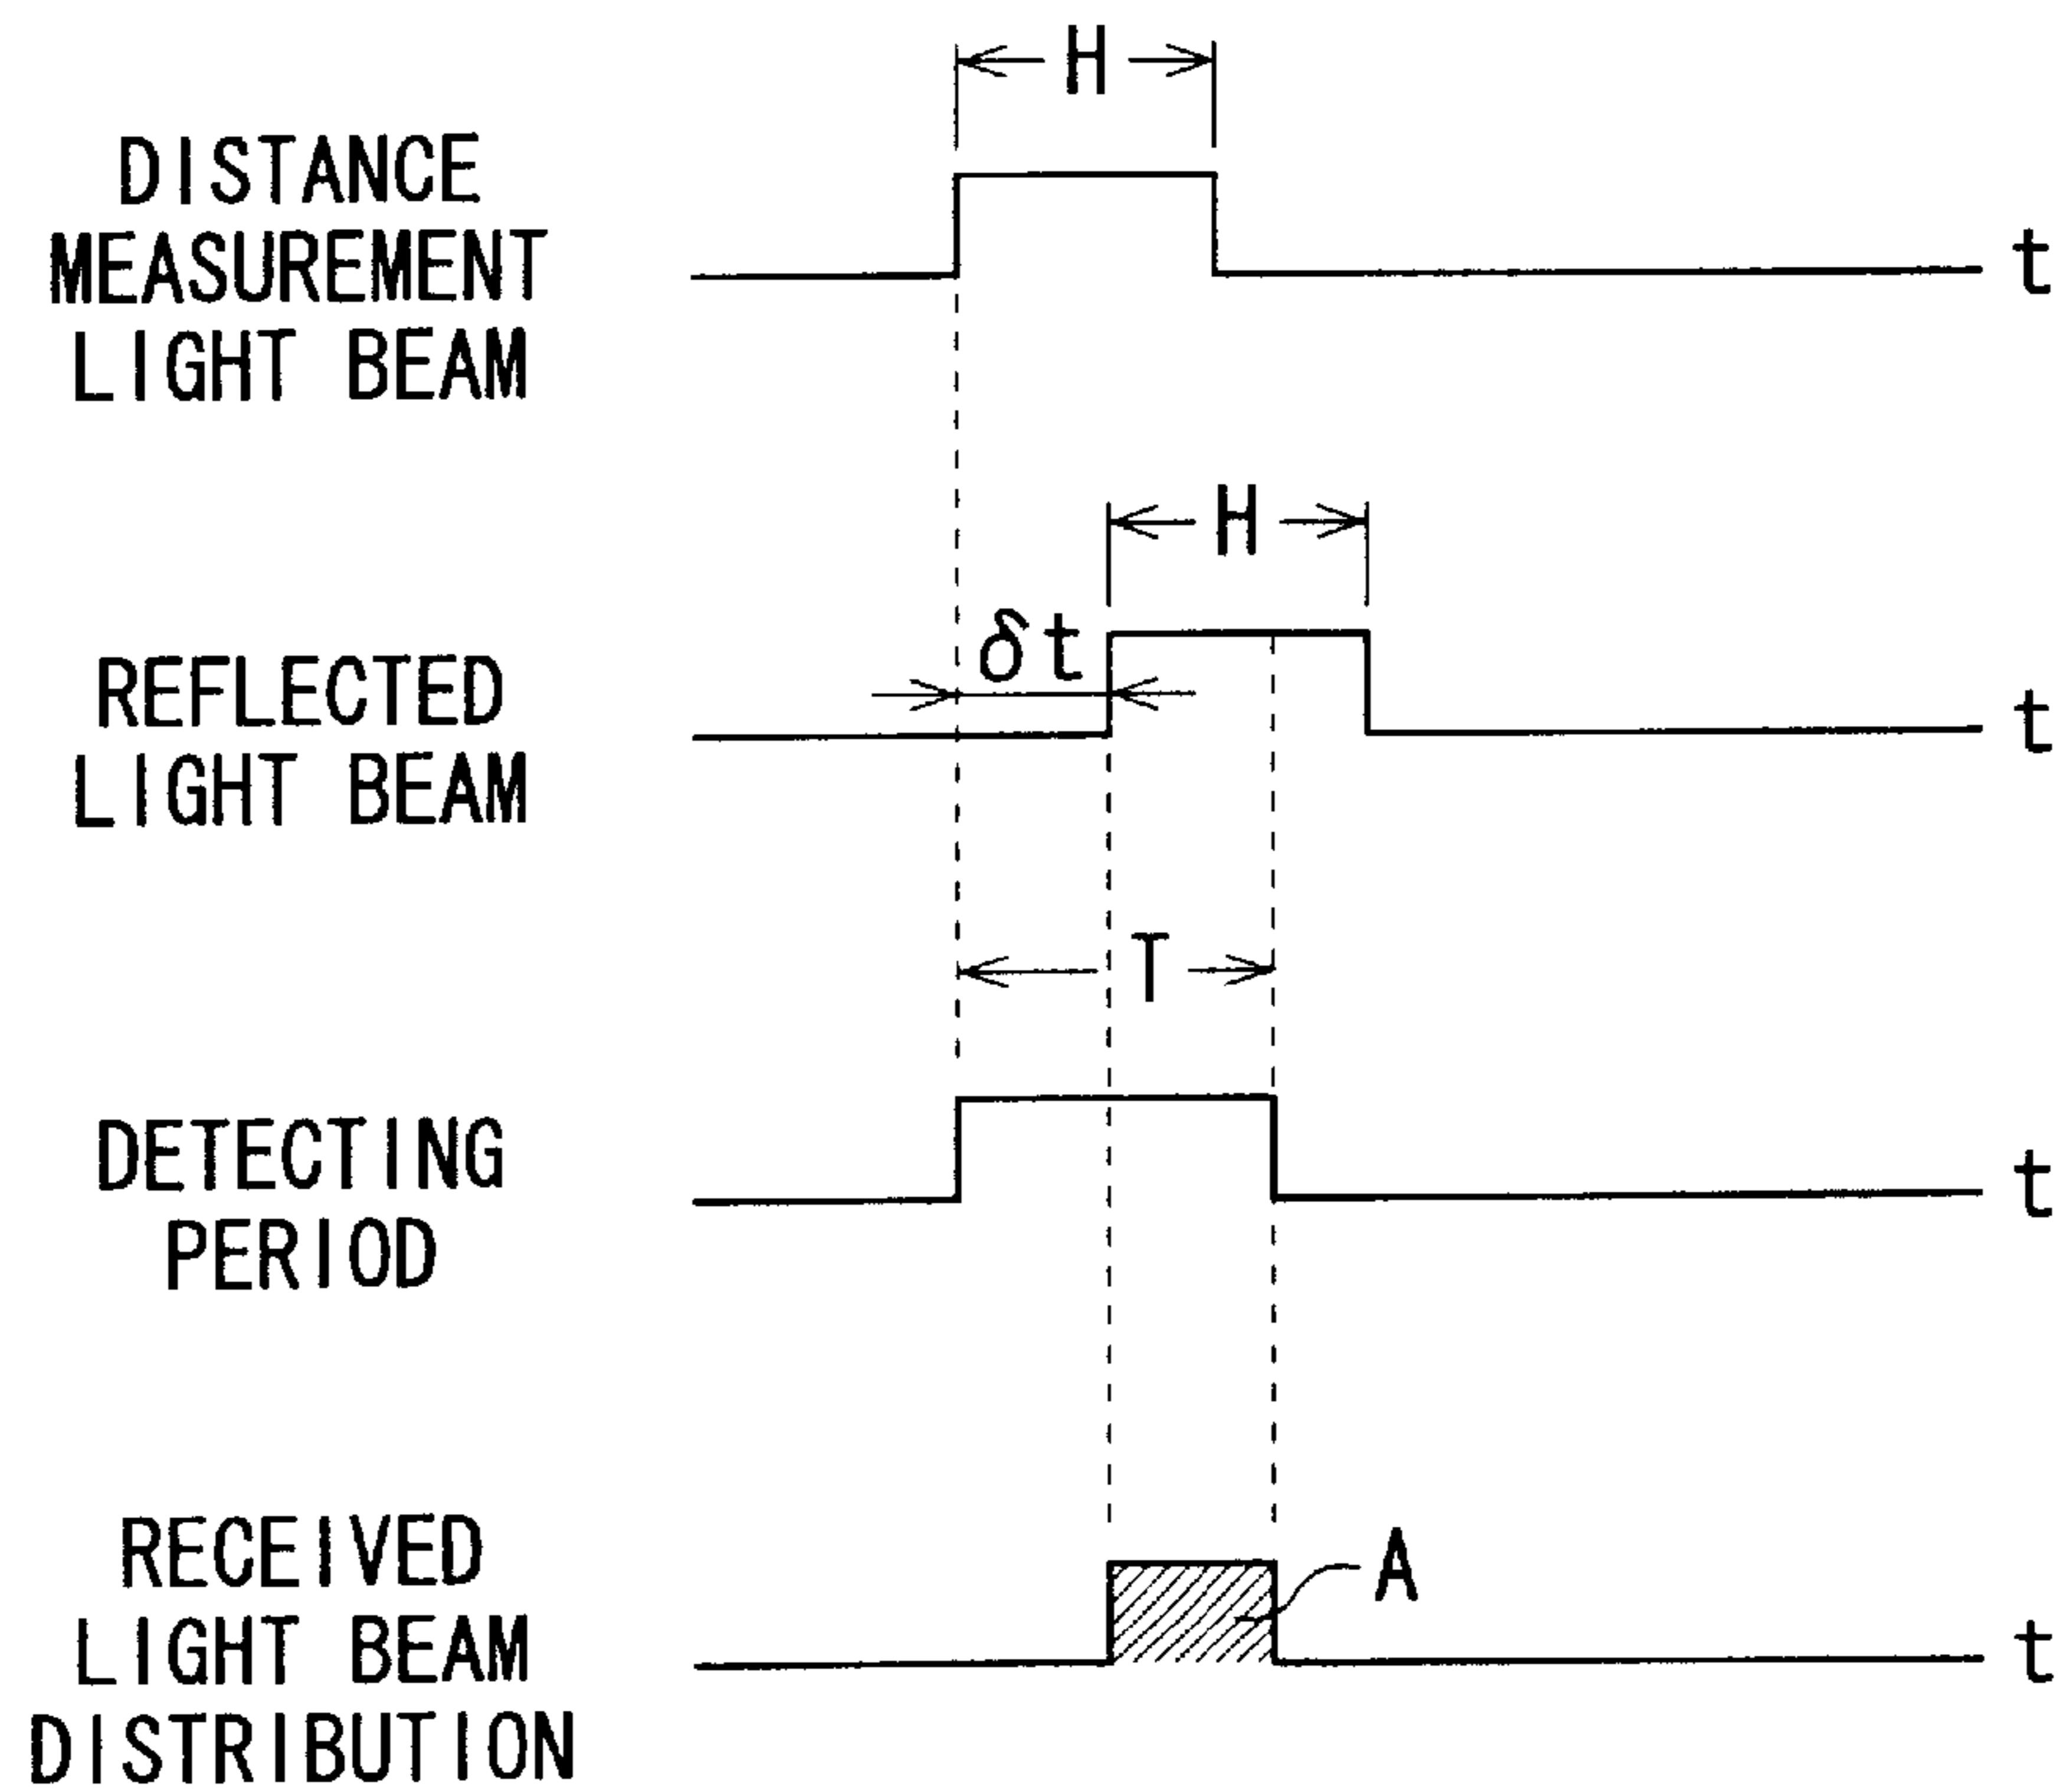 H
DISTANCE
MEASUREMENT
LIGHT BEAM
t
H
δt
REFLECTED
LIGHT BEAM
t
T
DETECTING
PERIOD
t
RECEIVED
LIGHT BEAM
DISTRIBUTION
A
t